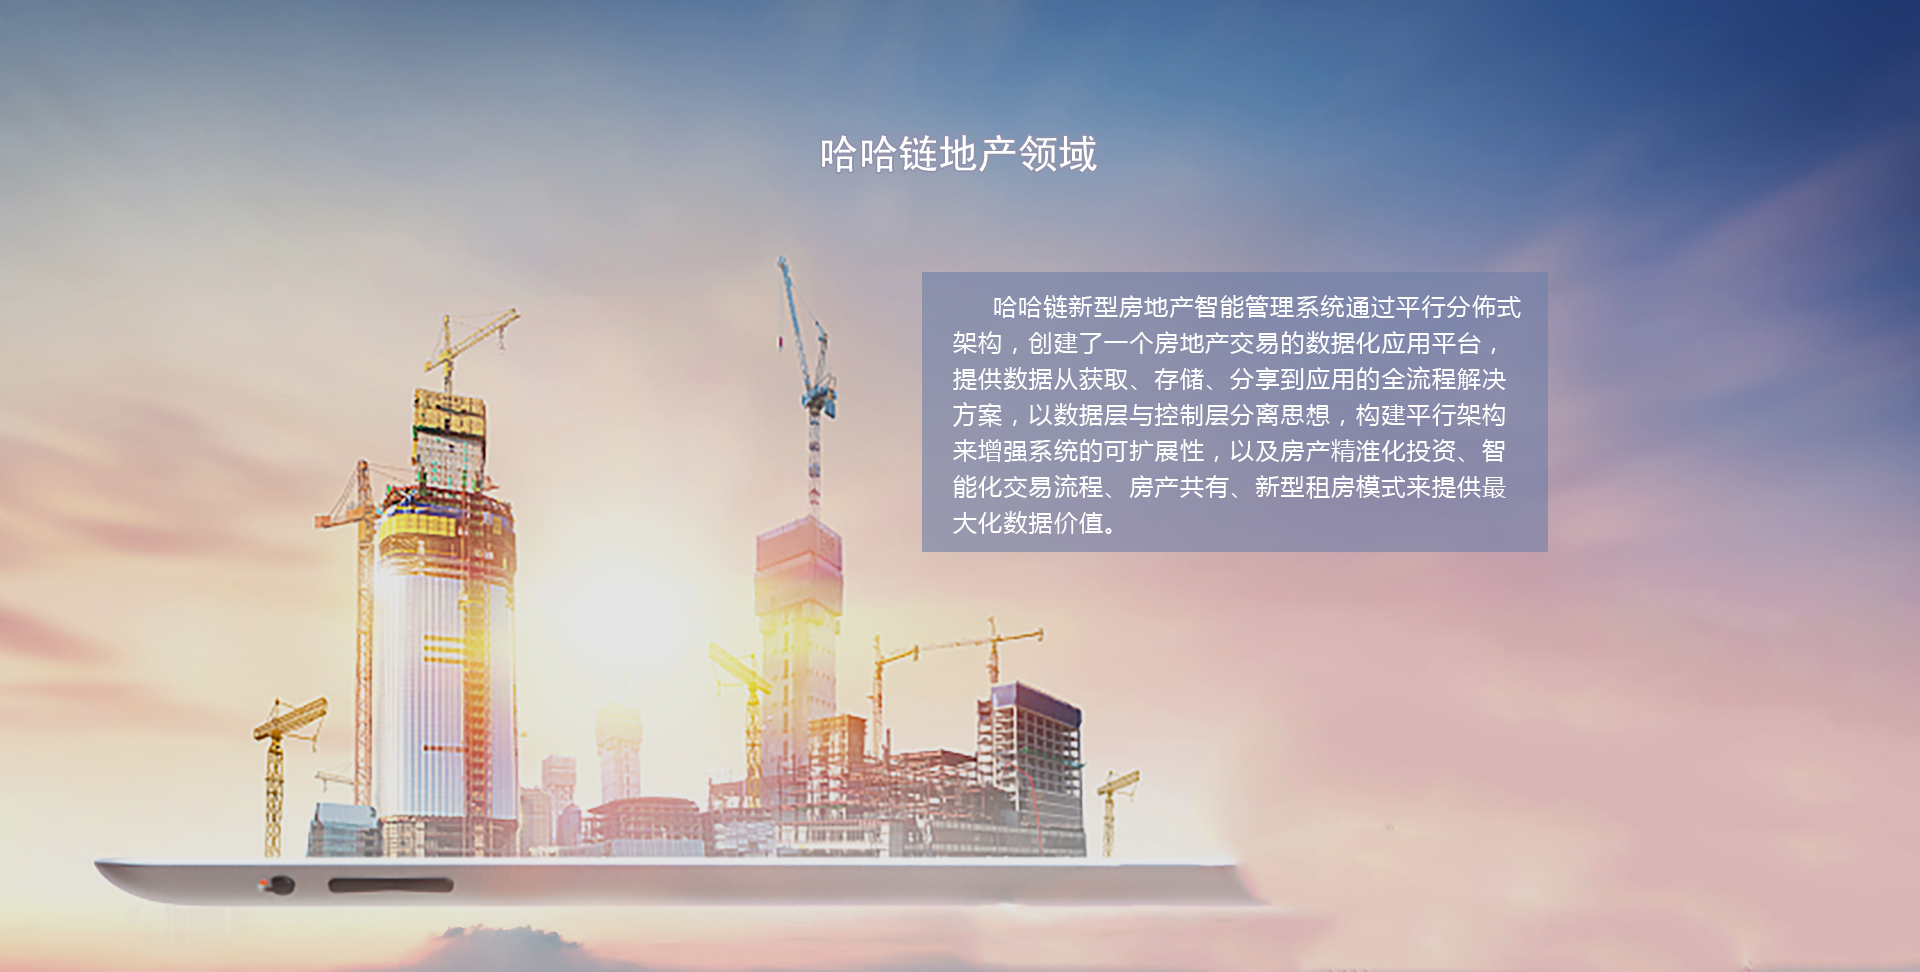 哈哈链地产领域
哈哈链新型房地产智能管理系统通过平行分佈式
架构，创建了一个房地产交易的数据化应用平台，
提供数据从获取、存储、分享到应用的全流程解决
方案，以数据层与控制层分离思想，构建平行架构
来增强系统的可扩展性，以及房产精淮化投资、智
能化交易流程、房产共有、新型租房模式来提供最
大化数据价值。